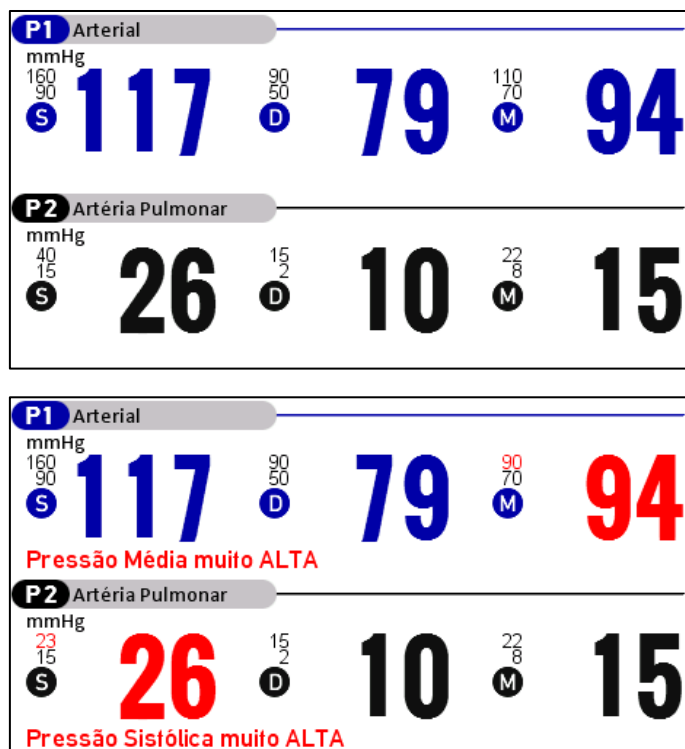 P1 Arterial
mmHg
160 90 110
90 50 70
S 117 D 79 M 94
P2 Artéria Pulmonar
mmHg
40 15 22
15 2 8
S 26 D 10 M 15
P1 Arterial
mmHg
160 90 90
90 50 70
S 117 D 79 M 94
Pressão Média muito ALTA
P2 Artéria Pulmonar
mmHg
23 15 22
15 2 8
S 26 D 10 M 15
Pressão Sistólica muito ALTA